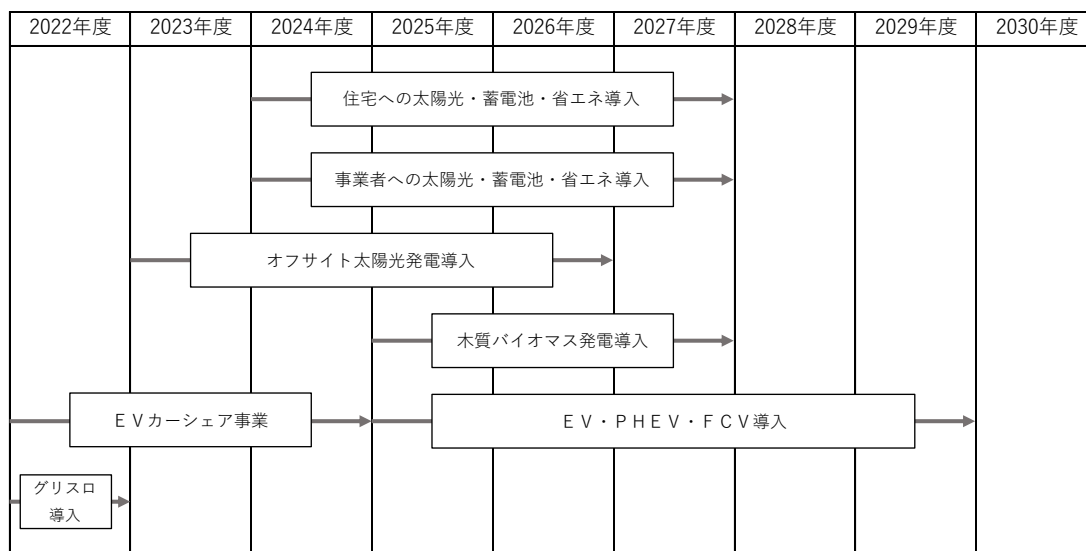 2022年度 2023年度 2024年度 2025年度 2026年度 2027年度 2028年度 2029年度 2030年度
住宅への太陽光・蓄電池・省エネ導入
事業者への太陽光・蓄電池・省エネ導入
オフサイト太陽光発電導入
木質バイオマス発電導入
ＥＶカーシェア事業 ＥＶ・ＰＨＥＶ・ＦＣＶ導入
グリスロ
導入